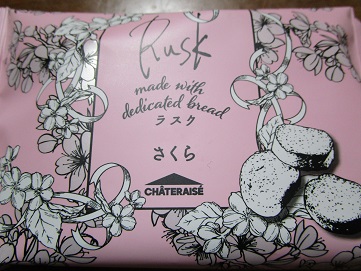 Rusk
made with
dedicated bread
ラスク
さくら
CHÂTERAISÉ